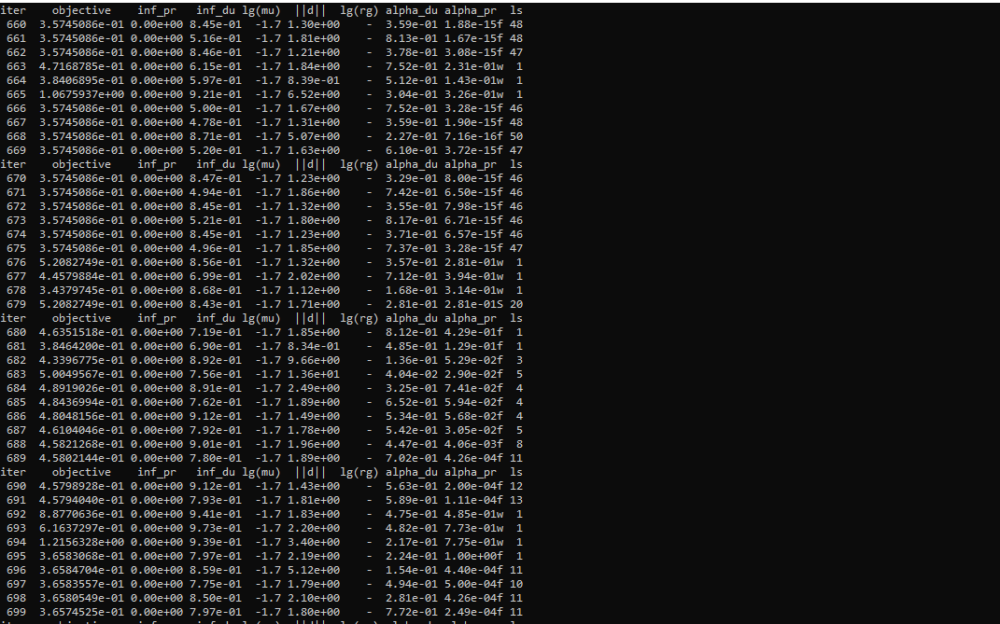 iter    objective    inf_pr   inf_du lg(mu)  ||d||  lg(rg) alpha_du alpha_pr  ls
 660  3.5745086e-01 0.00e+00 8.45e-01  -1.7 1.30e+00    -  3.59e-01 1.88e-15f 48
 661  3.5745086e-01 0.00e+00 5.16e-01  -1.7 1.81e+00    -  8.13e-01 1.67e-15f 48
 662  3.5745086e-01 0.00e+00 8.46e-01  -1.7 1.21e+00    -  3.78e-01 3.08e-15f 47
 663  4.7168785e-01 0.00e+00 6.15e-01  -1.7 1.84e+00    -  7.52e-01 2.31e-01w  1
 664  3.8406895e-01 0.00e+00 5.97e-01  -1.7 8.39e-01    -  5.12e-01 1.43e-01w  1
 665  1.0675937e+00 0.00e+00 9.21e-01  -1.7 6.52e+00    -  3.04e-01 3.26e-01w  1
 666  3.5745086e-01 0.00e+00 5.00e-01  -1.7 1.67e+00    -  7.52e-01 3.28e-15f 46
 667  3.5745086e-01 0.00e+00 4.78e-01  -1.7 1.31e+00    -  3.59e-01 1.90e-15f 48
 668  3.5745086e-01 0.00e+00 8.71e-01  -1.7 5.07e+00    -  2.27e-01 7.16e-16f 50
 669  3.5745086e-01 0.00e+00 5.20e-01  -1.7 1.63e+00    -  6.10e-01 3.72e-15f 47
iter    objective    inf_pr   inf_du lg(mu)  ||d||  lg(rg) alpha_du alpha_pr  ls
 670  3.5745086e-01 0.00e+00 8.47e-01  -1.7 1.23e+00    -  3.29e-01 8.00e-15f 46
 671  3.5745086e-01 0.00e+00 4.94e-01  -1.7 1.86e+00    -  7.42e-01 6.50e-15f 46
 672  3.5745086e-01 0.00e+00 8.45e-01  -1.7 1.32e+00    -  3.55e-01 7.98e-15f 46
 673  3.5745086e-01 0.00e+00 5.21e-01  -1.7 1.80e+00    -  8.17e-01 6.71e-15f 46
 674  3.5745086e-01 0.00e+00 8.45e-01  -1.7 1.23e+00    -  3.71e-01 6.57e-15f 46
 675  3.5745086e-01 0.00e+00 4.96e-01  -1.7 1.85e+00    -  7.37e-01 3.28e-15f 47
 676  5.2082749e-01 0.00e+00 8.56e-01  -1.7 1.32e+00    -  3.57e-01 2.81e-01w  1
 677  4.4579884e-01 0.00e+00 6.99e-01  -1.7 2.02e+00    -  7.12e-01 3.94e-01w  1
 678  3.4379745e-01 0.00e+00 8.68e-01  -1.7 1.12e+00    -  1.68e-01 3.14e-01w  1
 679  5.2082749e-01 0.00e+00 8.43e-01  -1.7 1.71e+00    -  2.81e-01 2.81e-01S 20
iter    objective    inf_pr   inf_du lg(mu)  ||d||  lg(rg) alpha_du alpha_pr  ls
 680  4.6351518e-01 0.00e+00 7.19e-01  -1.7 1.85e+00    -  8.12e-01 4.29e-01f  1
 681  3.8464200e-01 0.00e+00 6.90e-01  -1.7 8.34e-01    -  4.85e-01 1.29e-01f  1
 682  4.3396775e-01 0.00e+00 8.92e-01  -1.7 9.66e+00    -  1.36e-01 5.29e-02f  3
 683  5.0049567e-01 0.00e+00 7.56e-01  -1.7 1.36e+01    -  4.04e-02 2.90e-02f  5
 684  4.8919026e-01 0.00e+00 8.91e-01  -1.7 2.49e+00    -  3.25e-01 7.41e-02f  4
 685  4.8436994e-01 0.00e+00 7.62e-01  -1.7 1.89e+00    -  6.52e-01 5.94e-02f  4
 686  4.8048156e-01 0.00e+00 9.12e-01  -1.7 1.49e+00    -  5.34e-01 5.68e-02f  4
 687  4.6104046e-01 0.00e+00 7.92e-01  -1.7 1.78e+00    -  5.42e-01 3.05e-02f  5
 688  4.5821268e-01 0.00e+00 9.01e-01  -1.7 1.96e+00    -  4.47e-01 4.06e-03f  8
 689  4.5802144e-01 0.00e+00 7.80e-01  -1.7 1.89e+00    -  7.02e-01 4.26e-04f 11
iter    objective    inf_pr   inf_du lg(mu)  ||d||  lg(rg) alpha_du alpha_pr  ls
 690  4.5798928e-01 0.00e+00 9.12e-01  -1.7 1.43e+00    -  5.63e-01 2.00e-04f 12
 691  4.5794040e-01 0.00e+00 7.93e-01  -1.7 1.81e+00    -  5.89e-01 1.11e-04f 13
 692  8.8770636e-01 0.00e+00 9.41e-01  -1.7 1.83e+00    -  4.75e-01 4.85e-01w  1
 693  6.1637297e-01 0.00e+00 9.73e-01  -1.7 2.20e+00    -  4.82e-01 7.73e-01w  1
 694  1.2156328e+00 0.00e+00 9.39e-01  -1.7 3.40e+00    -  2.17e-01 7.75e-01w  1
 695  3.6583068e-01 0.00e+00 7.97e-01  -1.7 2.19e+00    -  2.24e-01 1.00e+00f  1
 696  3.6584704e-01 0.00e+00 8.59e-01  -1.7 5.12e+00    -  1.54e-01 4.40e-04f 11
 697  3.6583557e-01 0.00e+00 7.75e-01  -1.7 1.79e+00    -  4.94e-01 5.00e-04f 10
 698  3.6580549e-01 0.00e+00 8.50e-01  -1.7 2.10e+00    -  2.81e-01 4.26e-04f 11
 699  3.6574525e-01 0.00e+00 7.97e-01  -1.7 1.80e+00    -  7.72e-01 2.49e-04f 11